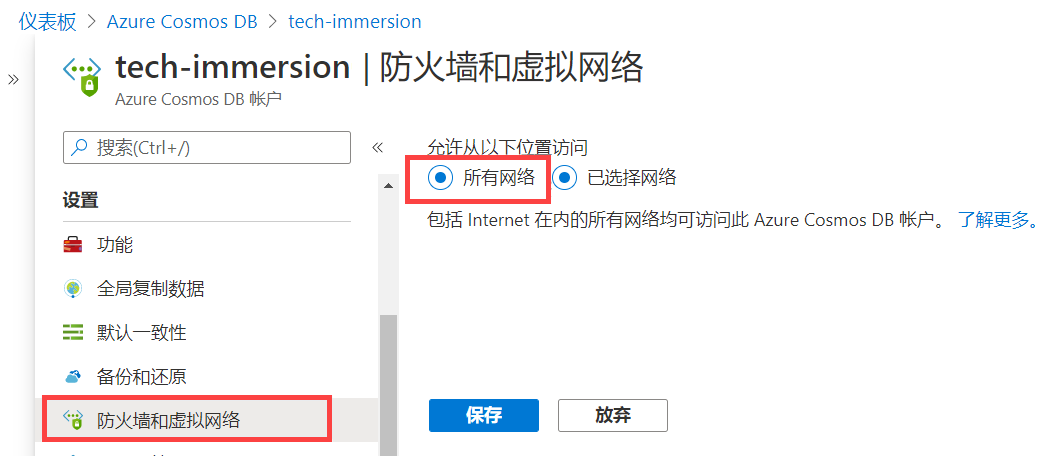 仪表板 > Azure Cosmos DB > tech-immersion
tech-immersion | 防火墙和虚拟网络
Azure Cosmos DB 帐户
搜索(Ctrl+/)
设置
功能
全局复制数据
默认一致性
备份和还原
防火墙和虚拟网络
允许从以下位置访问
所有网络 已选择网络
包括 Internet 在内的所有网络均可访问此 Azure Cosmos DB 帐户。 了解更多。
保存 放弃